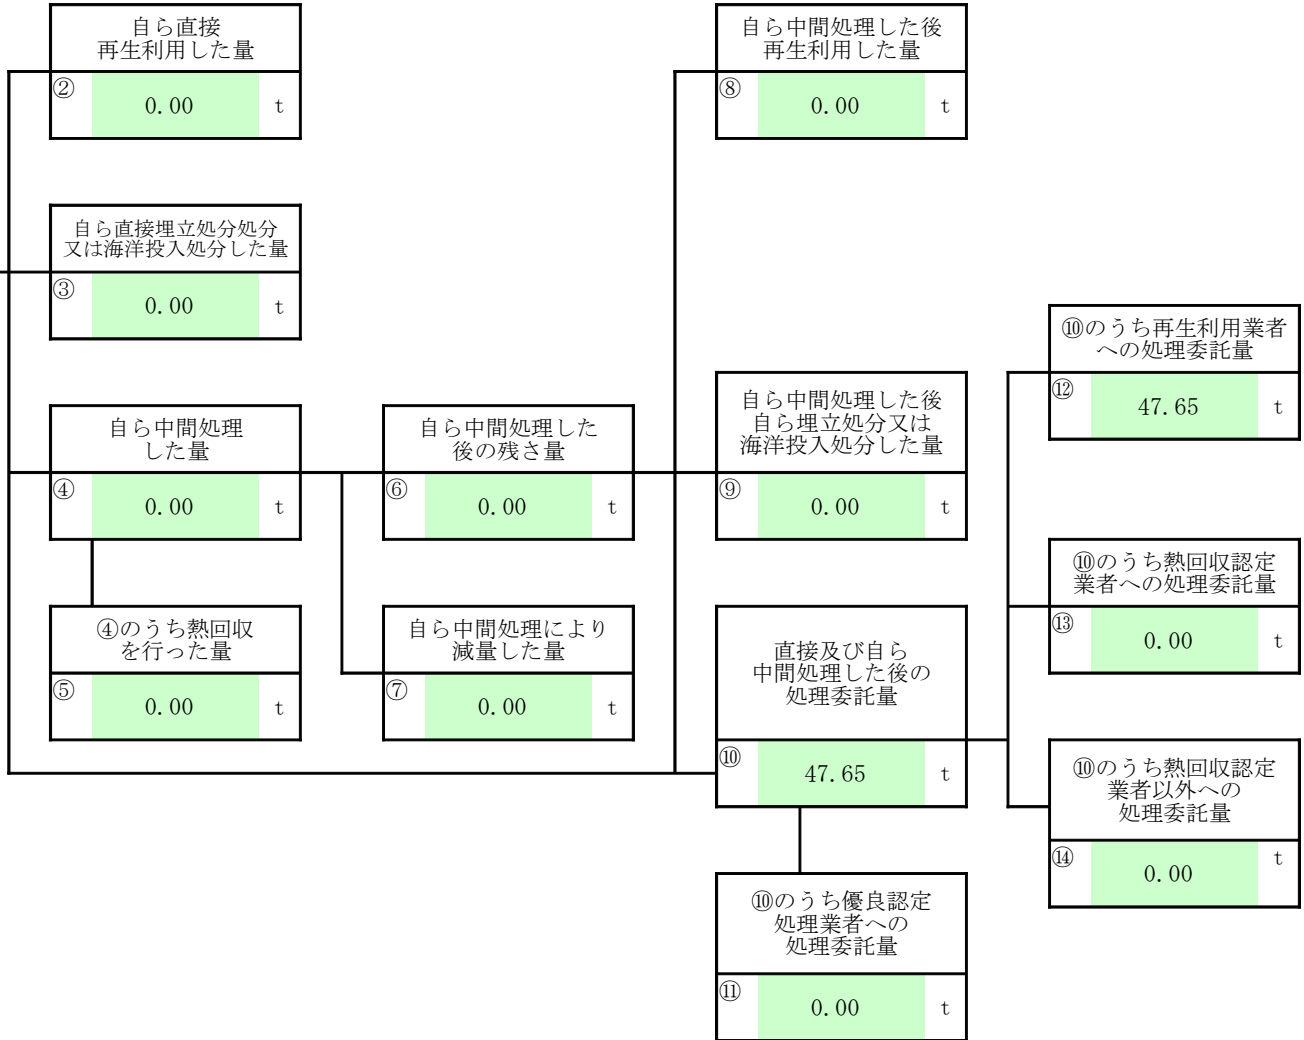 自ら直接
再生利用した量
②
0.00 t
自ら中間処理した後
再生利用した量
⑧
0.00 t
自ら直接埋立処分処分
又は海洋投入処分した量
③
0.00 t
⑩のうち再生利用業者
への処理委託量
⑫
47.65 t
自ら中間処理
した量
④
0.00 t
自ら中間処理した
後の残さ量
⑥
0.00 t
自ら中間処理した後
自ら埋立処分又は
海洋投入処分した量
⑨
0.00 t
⑩のうち熱回収認定
業者への処理委託量
⑬
0.00 t
④のうち熱回収
を行った量
⑤
0.00 t
自ら中間処理により
減量した量
⑦
0.00 t
直接及び自ら
中間処理した後の
処理委託量
⑩
47.65 t
⑩のうち熱回収認定
業者以外への
処理委託量
⑭
0.00 t
⑩のうち優良認定
処理業者への
処理委託量
⑪
0.00 t